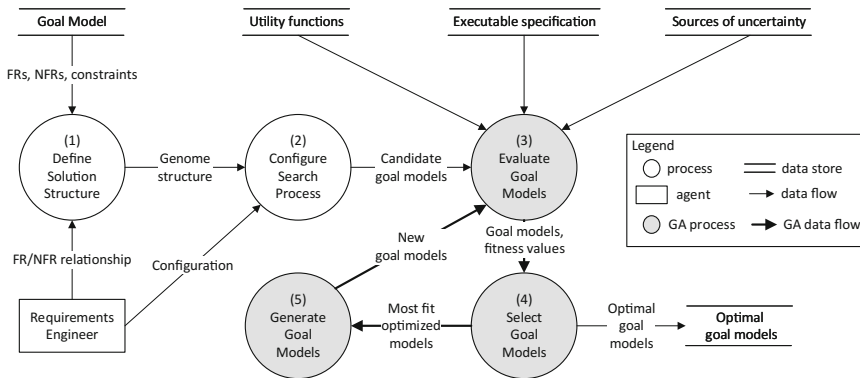 Goal Model
Utility functions
Executable specification
Sources of uncertainty
FRs, NFRs, constraints
(1)
Define
Solution
Structure
Genome
structure
(2)
Configure
Search
Process
Candidate
goal models
(3)
Evaluate
Goal
Models
Legend
process
data store
agent
data flow
GA process
GA data flow
FR/NFR relationship
Configuration
New
goal models
Goal models,
fitness values
Requirements
Engineer
(5)
Generate
Goal
Models
Most fit
optimized
models
(4)
Select
Goal
Models
Optimal
goal
models
Optimal
goal models